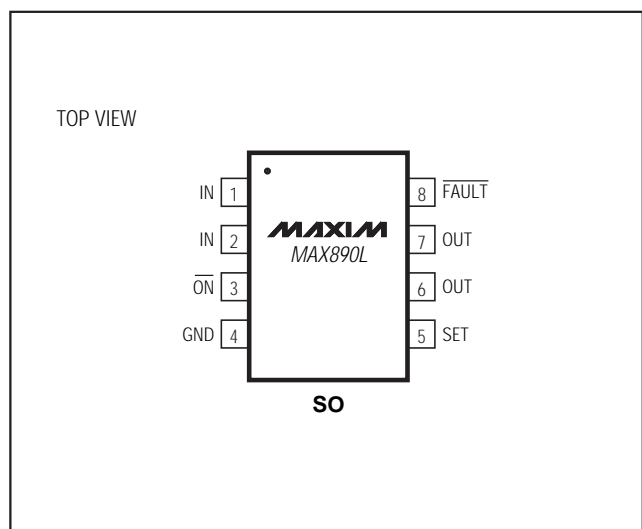 TOP VIEW
IN 1
IN 2
ON 3
GND 4
MAXIM
MAX890L
8 FAULT
7 OUT
6 OUT
5 SET
SO